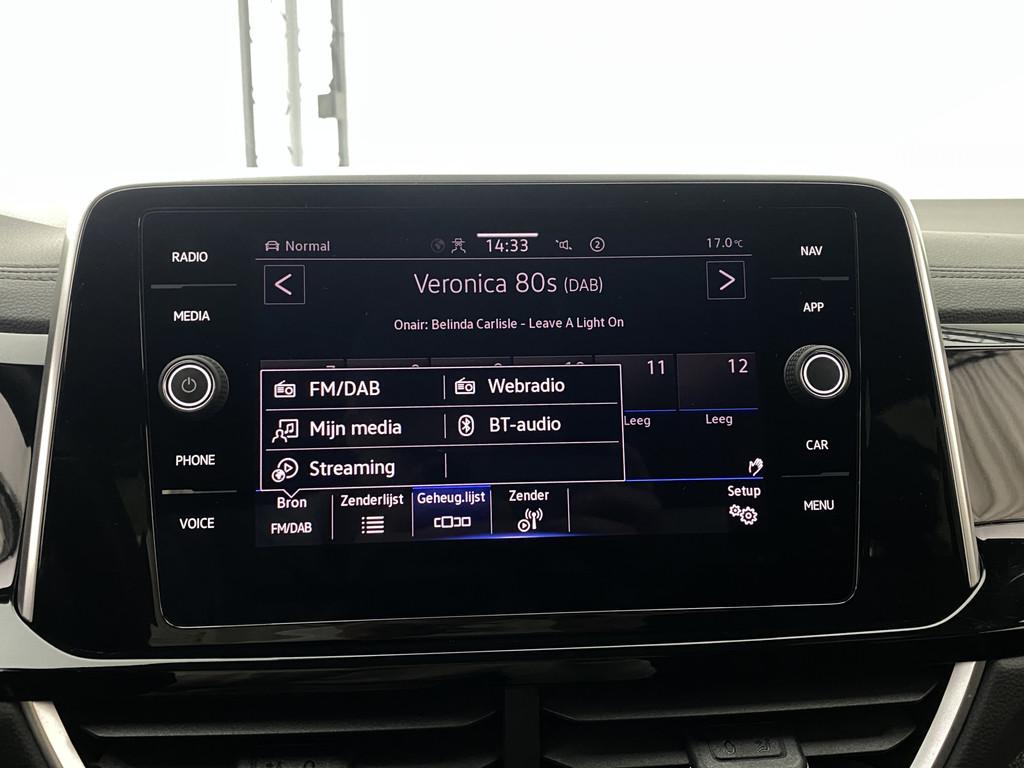 RADIO
MEDIA
PHONE
VOICE
Normal
14:33
2
17.0°C
Veronica 80s (DAB)
Onair: Belinda Carlisle - Leave A Light On
11
12
Leeg
Leeg
FM/DAB
Webradio
Mijn media
BT-audio
Streaming
Bron
FM/DAB
Zenderlijst
Geheug.lijst
Zender
Setup
NAV
APP
CAR
MENU